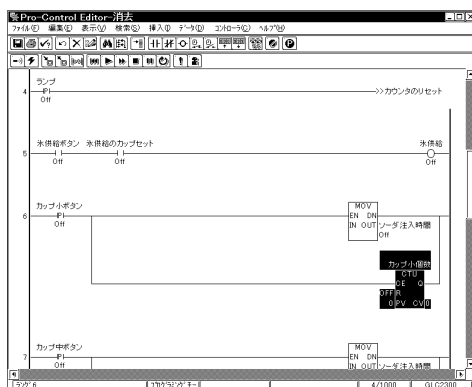 Pro-Control Editor-消去
ファイル(F) 編集(E) 表示(V) 検索(S) 挿入(I) データ(D) コントローラ(C) ヘルプ(H)
ランプ
4 P
Off
>>カウンタのリセット
氷供給ボタン 氷供給のカップセット 氷供給
5
Off Off Off
カップ小ボタン MOV
6 P EN DN
Off IN OUT ソーダ注入時間
Off
カップ小個数
CTU
CE Q
OFF R
0 PV CV 0
カップ中ボタン MOV
7 P EN DN
Off IN OUT ソーダ注入時間
ラング 6 4/1000 GLC2300